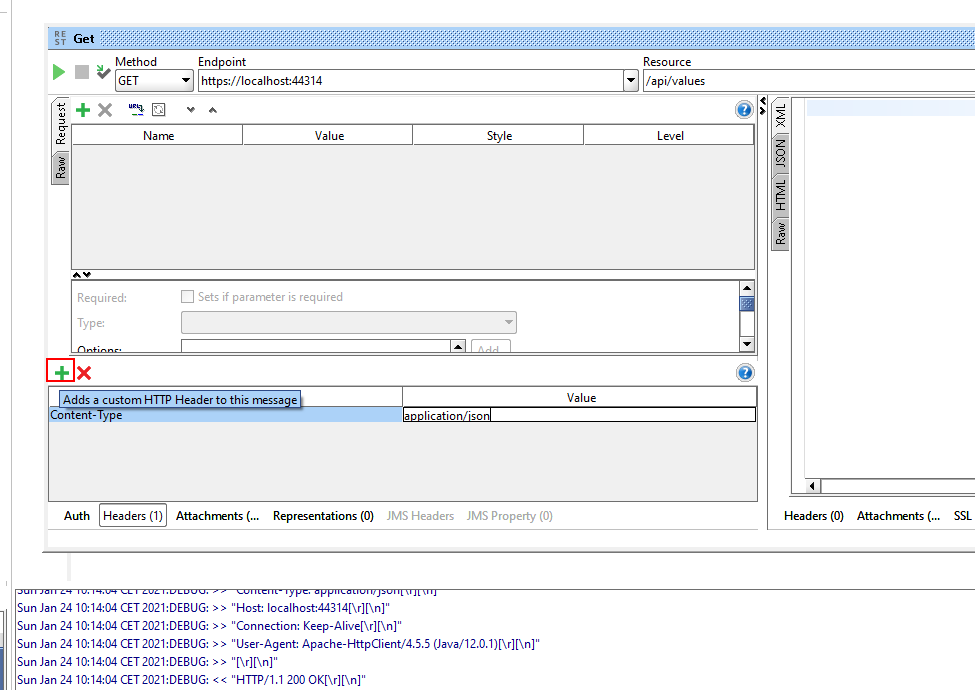 REST Get
Method Endpoint Resource
GET https://localhost:44314 /api/values
Request
Raw
Name Value Style Level
Required: Sets if parameter is required
Type:
Options: Add
XML
JSON
HTML
Raw
Value
Adds a custom HTTP Header to this message
Content-Type application/json
Auth Headers (1) Attachments (... Representations (0) JMS Headers JMS Property (0)
Headers (0) Attachments (... SSL
Sun Jan 24 10:14:04 CET 2021:DEBUG: >> "Content-Type: application/json[\r][\n]"
Sun Jan 24 10:14:04 CET 2021:DEBUG: >> "Host: localhost:44314[\r][\n]"
Sun Jan 24 10:14:04 CET 2021:DEBUG: >> "Connection: Keep-Alive[\r][\n]"
Sun Jan 24 10:14:04 CET 2021:DEBUG: >> "User-Agent: Apache-HttpClient/4.5.5 (Java/12.0.1)[\r][\n]"
Sun Jan 24 10:14:04 CET 2021:DEBUG: >> "[\r][\n]"
Sun Jan 24 10:14:04 CET 2021:DEBUG: << "HTTP/1.1 200 OK[\r][\n]"